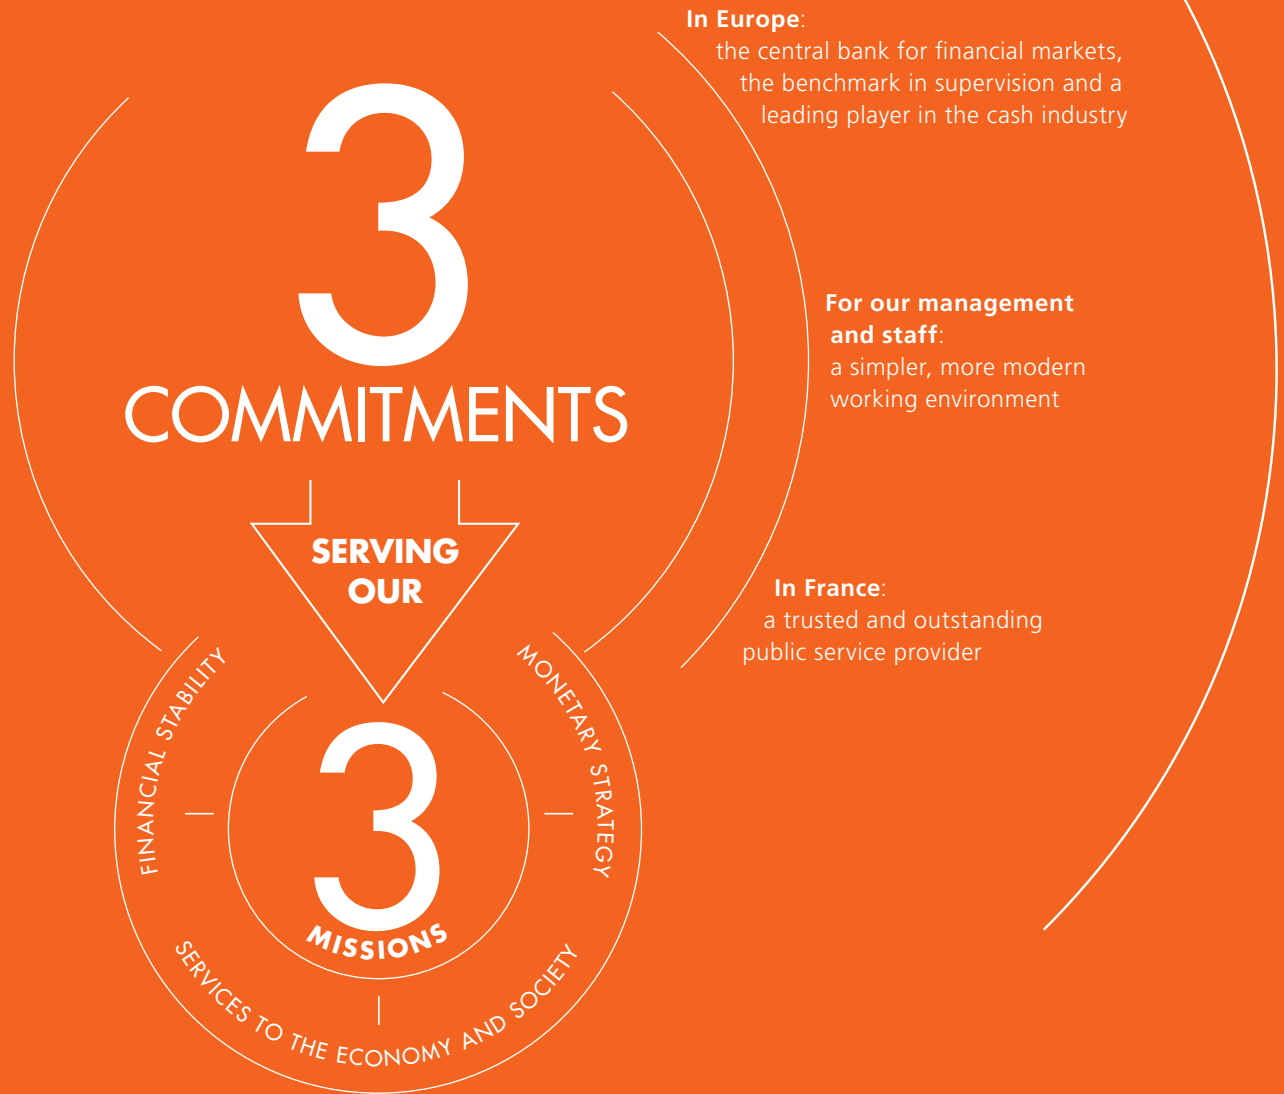 In Europe:
the central bank for financial markets,
the benchmark in supervision and a
leading player in the cash industry
3
COMMITMENTS
For our management
and staff:
a simpler, more modern
working environment
SERVING
OUR
In France:
a trusted and outstanding
public service provider
FINANCIAL STABILITY
MONETARY STRATEGY
3
MISSIONS
SERVICES TO THE ECONOMY AND SOCIETY